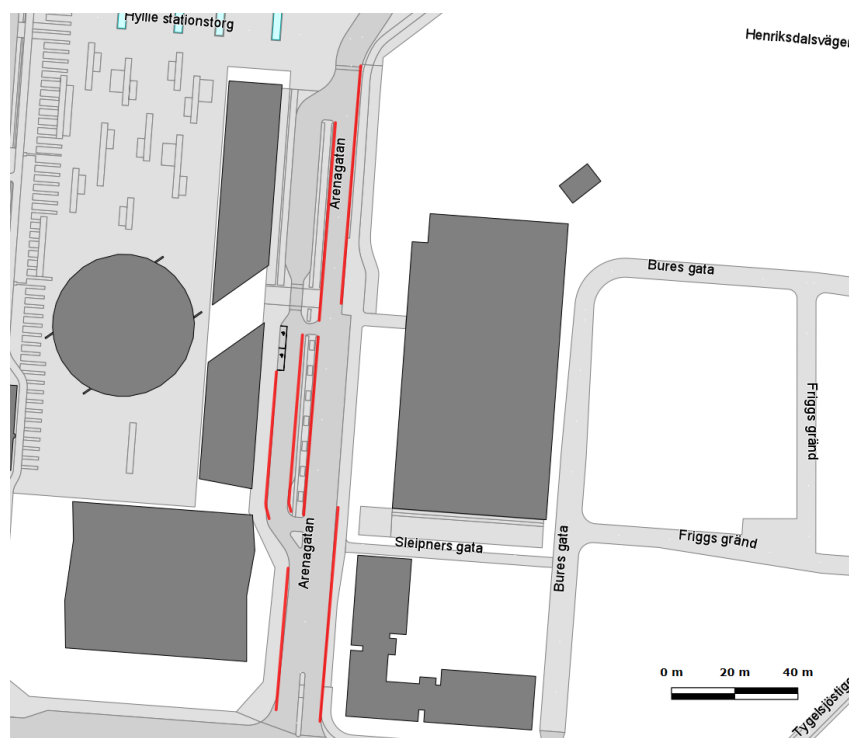 Hyllie stationstorg
Henriksdalsvägen
Arenagatan
Bures gata
Friggs gränd
Sleipners gata
Friggs gränd
Arenagatan
Bures gata
0 m 20 m 40 m